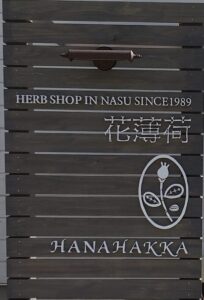 HERB SHOP IN NASU SINCE1989
花薄荷
HANAHAKKA